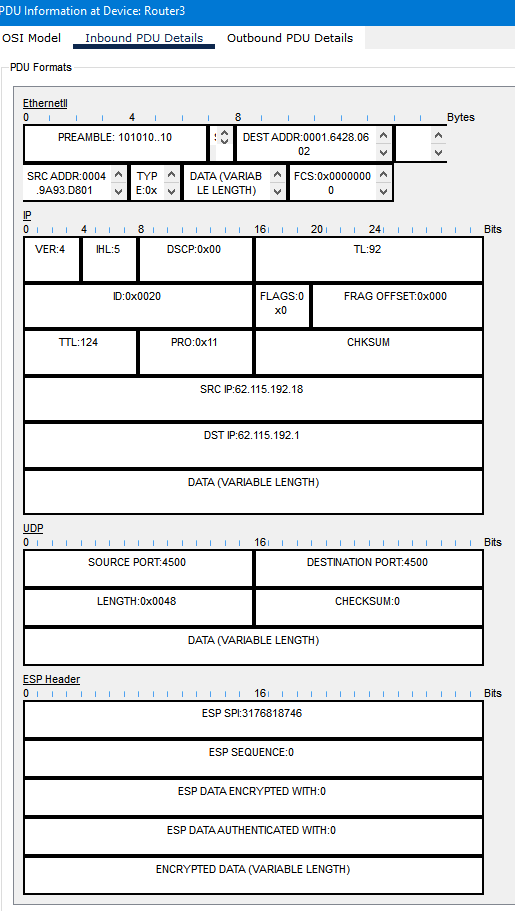 PDU Information at Device: Router3
OSI Model Inbound PDU Details Outbound PDU Details
PDU Formats
EthernetII
0 4 8 Bytes
PREAMBLE: 101010..10 DEST ADDR:0001.6428.06
02
SRC ADDR:0004 TYP DATA (VARIAB FCS:0x0000000
.9A93.D801 E:0x LE LENGTH) 0
IP
0 4 8 16 20 24 Bits
VER:4 IHL:5 DSCP:0x00 TL:92
ID:0x0020 FLAGS:0 FRAG OFFSET:0x000
x0
TTL:124 PRO:0x11 CHKSUM
SRC IP:62.115.192.18
DST IP:62.115.192.1
DATA (VARIABLE LENGTH)
UDP
0 16 Bits
SOURCE PORT:4500 DESTINATION PORT:4500
LENGTH:0x0048 CHECKSUM:0
DATA (VARIABLE LENGTH)
ESP Header
0 16 Bits
ESP SPI:3176818746
ESP SEQUENCE:0
ESP DATA ENCRYPTED WITH:0
ESP DATA AUTHENTICATED WITH:0
ENCRYPTED DATA (VARIABLE LENGTH)